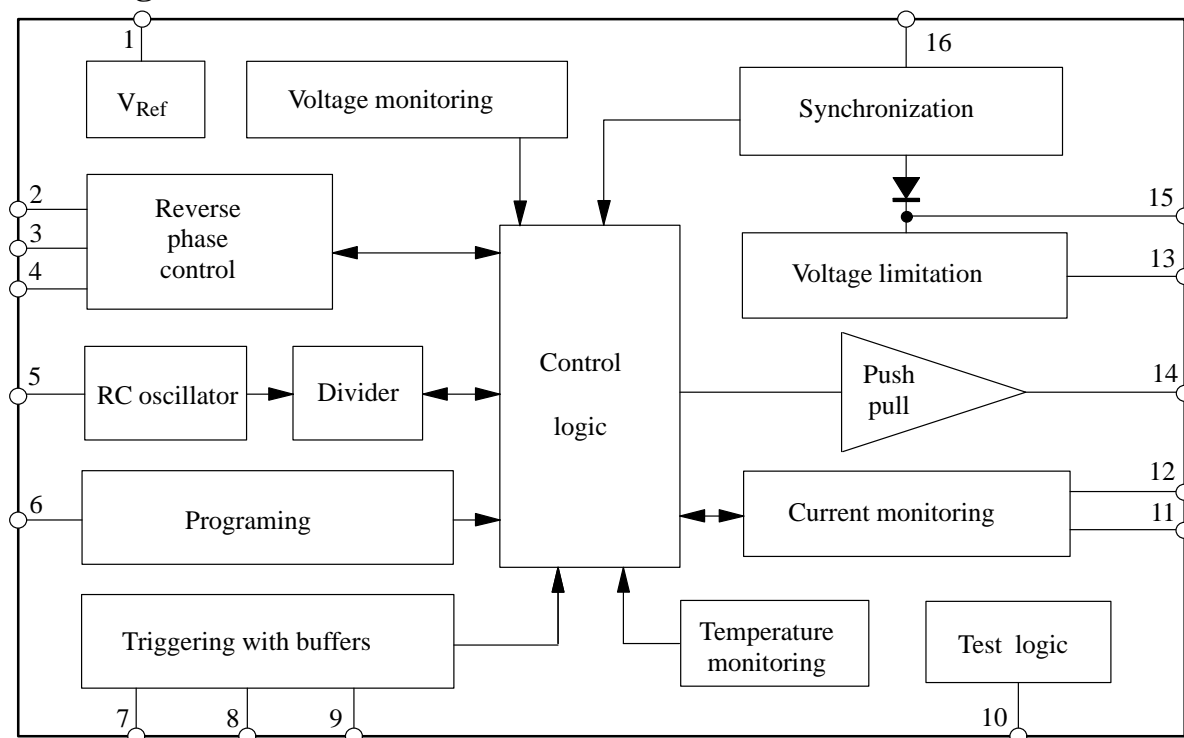 1
16
V_Ref
Voltage monitoring
Synchronization
2
3
4
Reverse
phase
control
15
Voltage limitation
13
5
RC oscillator
Divider
Control
logic
Push
pull
14
6
Programing
Current monitoring
12
11
Triggering with buffers
Temperature
monitoring
Test logic
7
8
9
10